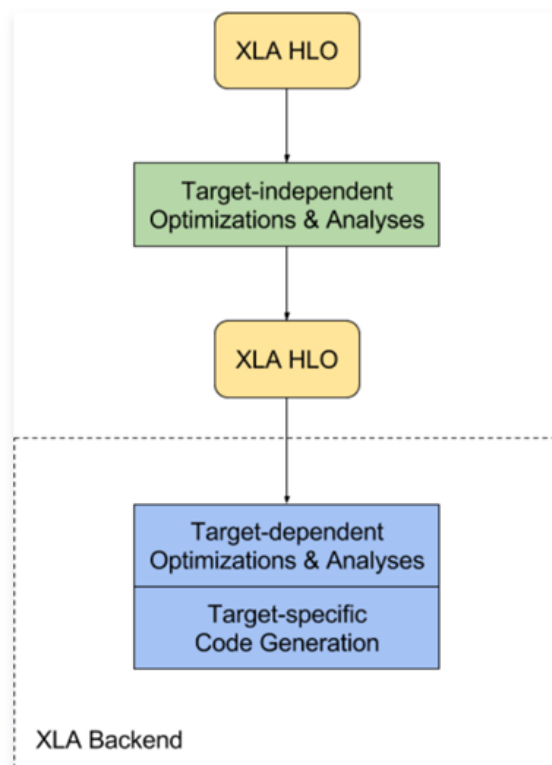 XLA HLO
Target-independent
Optimizations & Analyses
XLA HLO
Target-dependent
Optimizations & Analyses
Target-specific
Code Generation
XLA Backend